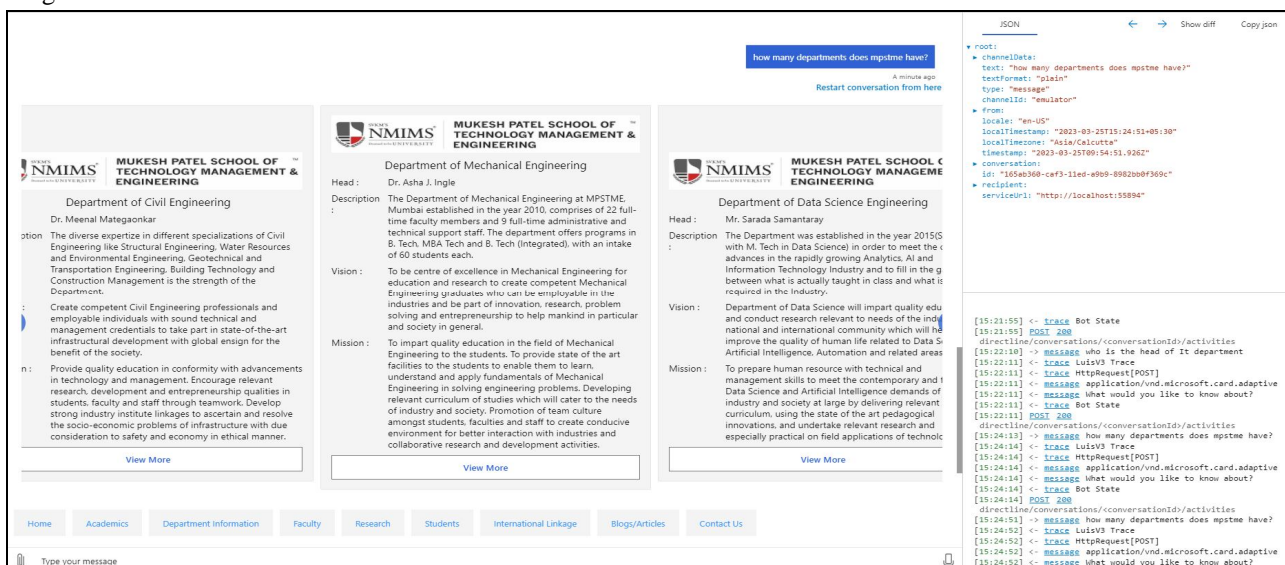 how many departments does mpstme have?
A minute ago
Restart conversation from here
NMIMS
MUKESH PATEL SCHOOL OF
TECHNOLOGY MANAGEMENT &
ENGINEERING
Department of Civil Engineering
Dr. Meenal Mategaonkar
The diverse expertize in different specializations of Civil
Engineering like Structural Engineering, Water Resources
and Environmental Engineering, Geotechnical and
Transportation Engineering, Building Technology and
Construction Management is the strength of the
Department.
Create competent Civil Engineering professionals and
employable individuals with sound technical and
management credentials to take part in state-of-the-art
infrastructural development with global ensign for the
benefit of the society.
Provide quality education in conformity with advancements
in technology and management. Encourage relevant
research, development and entrepreneurship qualities in
students, faculty and staff through teamwork. Develop
strong industry institute linkages to ascertain and resolve
the socio-economic problems of infrastructure with due
consideration to safety and economy in ethical manner.
View More
SVKM'S
NMIMS
MUKESH PATEL SCHOOL OF
TECHNOLOGY MANAGEMENT &
ENGINEERING
Department of Mechanical Engineering
Head : Dr. Asha J. Ingle
Description The Department of Mechanical Engineering at MPSTME,
: Mumbai established in the year 2010, comprises of 22 full-
time faculty members and 9 full-time administrative and
technical support staff. The department offers programs in
B. Tech, MBA Tech and B. Tech (Integrated), with an intake
of 60 students each.
Vision : To be centre of excellence in Mechanical Engineering for
education and research to create competent Mechanical
Engineering graduates who can be employable in the
industries and be part of innovation, research, problem
solving and entrepreneurship to help mankind in particular
and society in general.
Mission : To impart quality education in the field of Mechanical
Engineering to the students. To provide state of the art
facilities to the students to enable them to learn,
understand and apply fundamentals of Mechanical
Engineering in solving engineering problems. Developing
relevant curriculum of studies which will cater to the needs
of industry and society. Promotion of team culture
amongst students, faculties and staff to create conducive
environment for better interaction with industries and
collaborative research and development activities.
View More
NMIMS
MUKESH PATEL SCHOOL
TECHNOLOGY MANAGEME
ENGINEERING
Department of Data Science Engineering
Head : Mr. Sarada Samantaray
Description The Department was established in the year 2015(S
: with M. Tech in Data Science) in order to meet the
advances in the rapidly growing Analytics, AI and
Information Technology Industry and to fill in the g
between what is actually taught in class and what is
required in the Industry.
Vision : Department of Data Science will impart quality edu
and conduct research relevant to needs of the
national and international community which will he
improve the quality of human life related to Data
Artificial Intelligence, Automation and related areas
Mission : To prepare human resource with technical and
management skills to meet the contemporary and
Data Science and Artificial Intelligence demands of
industry and society at large by delivering relevant
curriculum, using the state of the art pedagogical
innovations, and undertake relevant research and
especially practical on field applications of technolo
View More
Home Academics Department Information Faculty Research Students International Linkage Blogs/Articles Contact Us
Type your message
JSON ← → Show diff Copy json
root:
channelData:
text: "how many departments does mpstme have?"
textFormat: "plain"
type: "message"
channelId: "emulator"
from:
locale: "en-US"
localTimestamp: "2023-03-25T15:24:51+05:30"
localTimezone: "Asia/Calcutta"
timestamp: "2023-03-25T09:54:51.926Z"
conversation:
id: "165ab360-caf3-11ed-a9b9-8982bb0f369c"
recipient:
serviceUrl: "http://localhost:55894"
[15:21:55] <- trace Bot State
[15:21:55] POST 200
directline/conversations/<conversationId>/activities
[15:22:10] -> message who is the head of It department
[15:22:11] <- trace LuisV3 Trace
[15:22:11] <- trace HttpRequest[POST]
[15:22:11] <- message application/vnd.microsoft.card.adaptive
[15:22:11] <- message What would you like to know about?
[15:22:11] <- trace Bot State
[15:22:11] POST 200
directline/conversations/<conversationId>/activities
[15:24:13] -> message how many departments does mpstme have?
[15:24:14] <- trace LuisV3 Trace
[15:24:14] <- trace HttpRequest[POST]
[15:24:14] <- message application/vnd.microsoft.card.adaptive
[15:24:14] <- message What would you like to know about?
[15:24:14] <- trace Bot State
[15:24:14] POST 200
directline/conversations/<conversationId>/activities
[15:24:51] -> message how many departments does mpstme have?
[15:24:52] <- trace LuisV3 Trace
[15:24:52] <- trace HttpRequest[POST]
[15:24:52] <- message application/vnd.microsoft.card.adaptive
[15:24:52] <- message What would you like to know about?